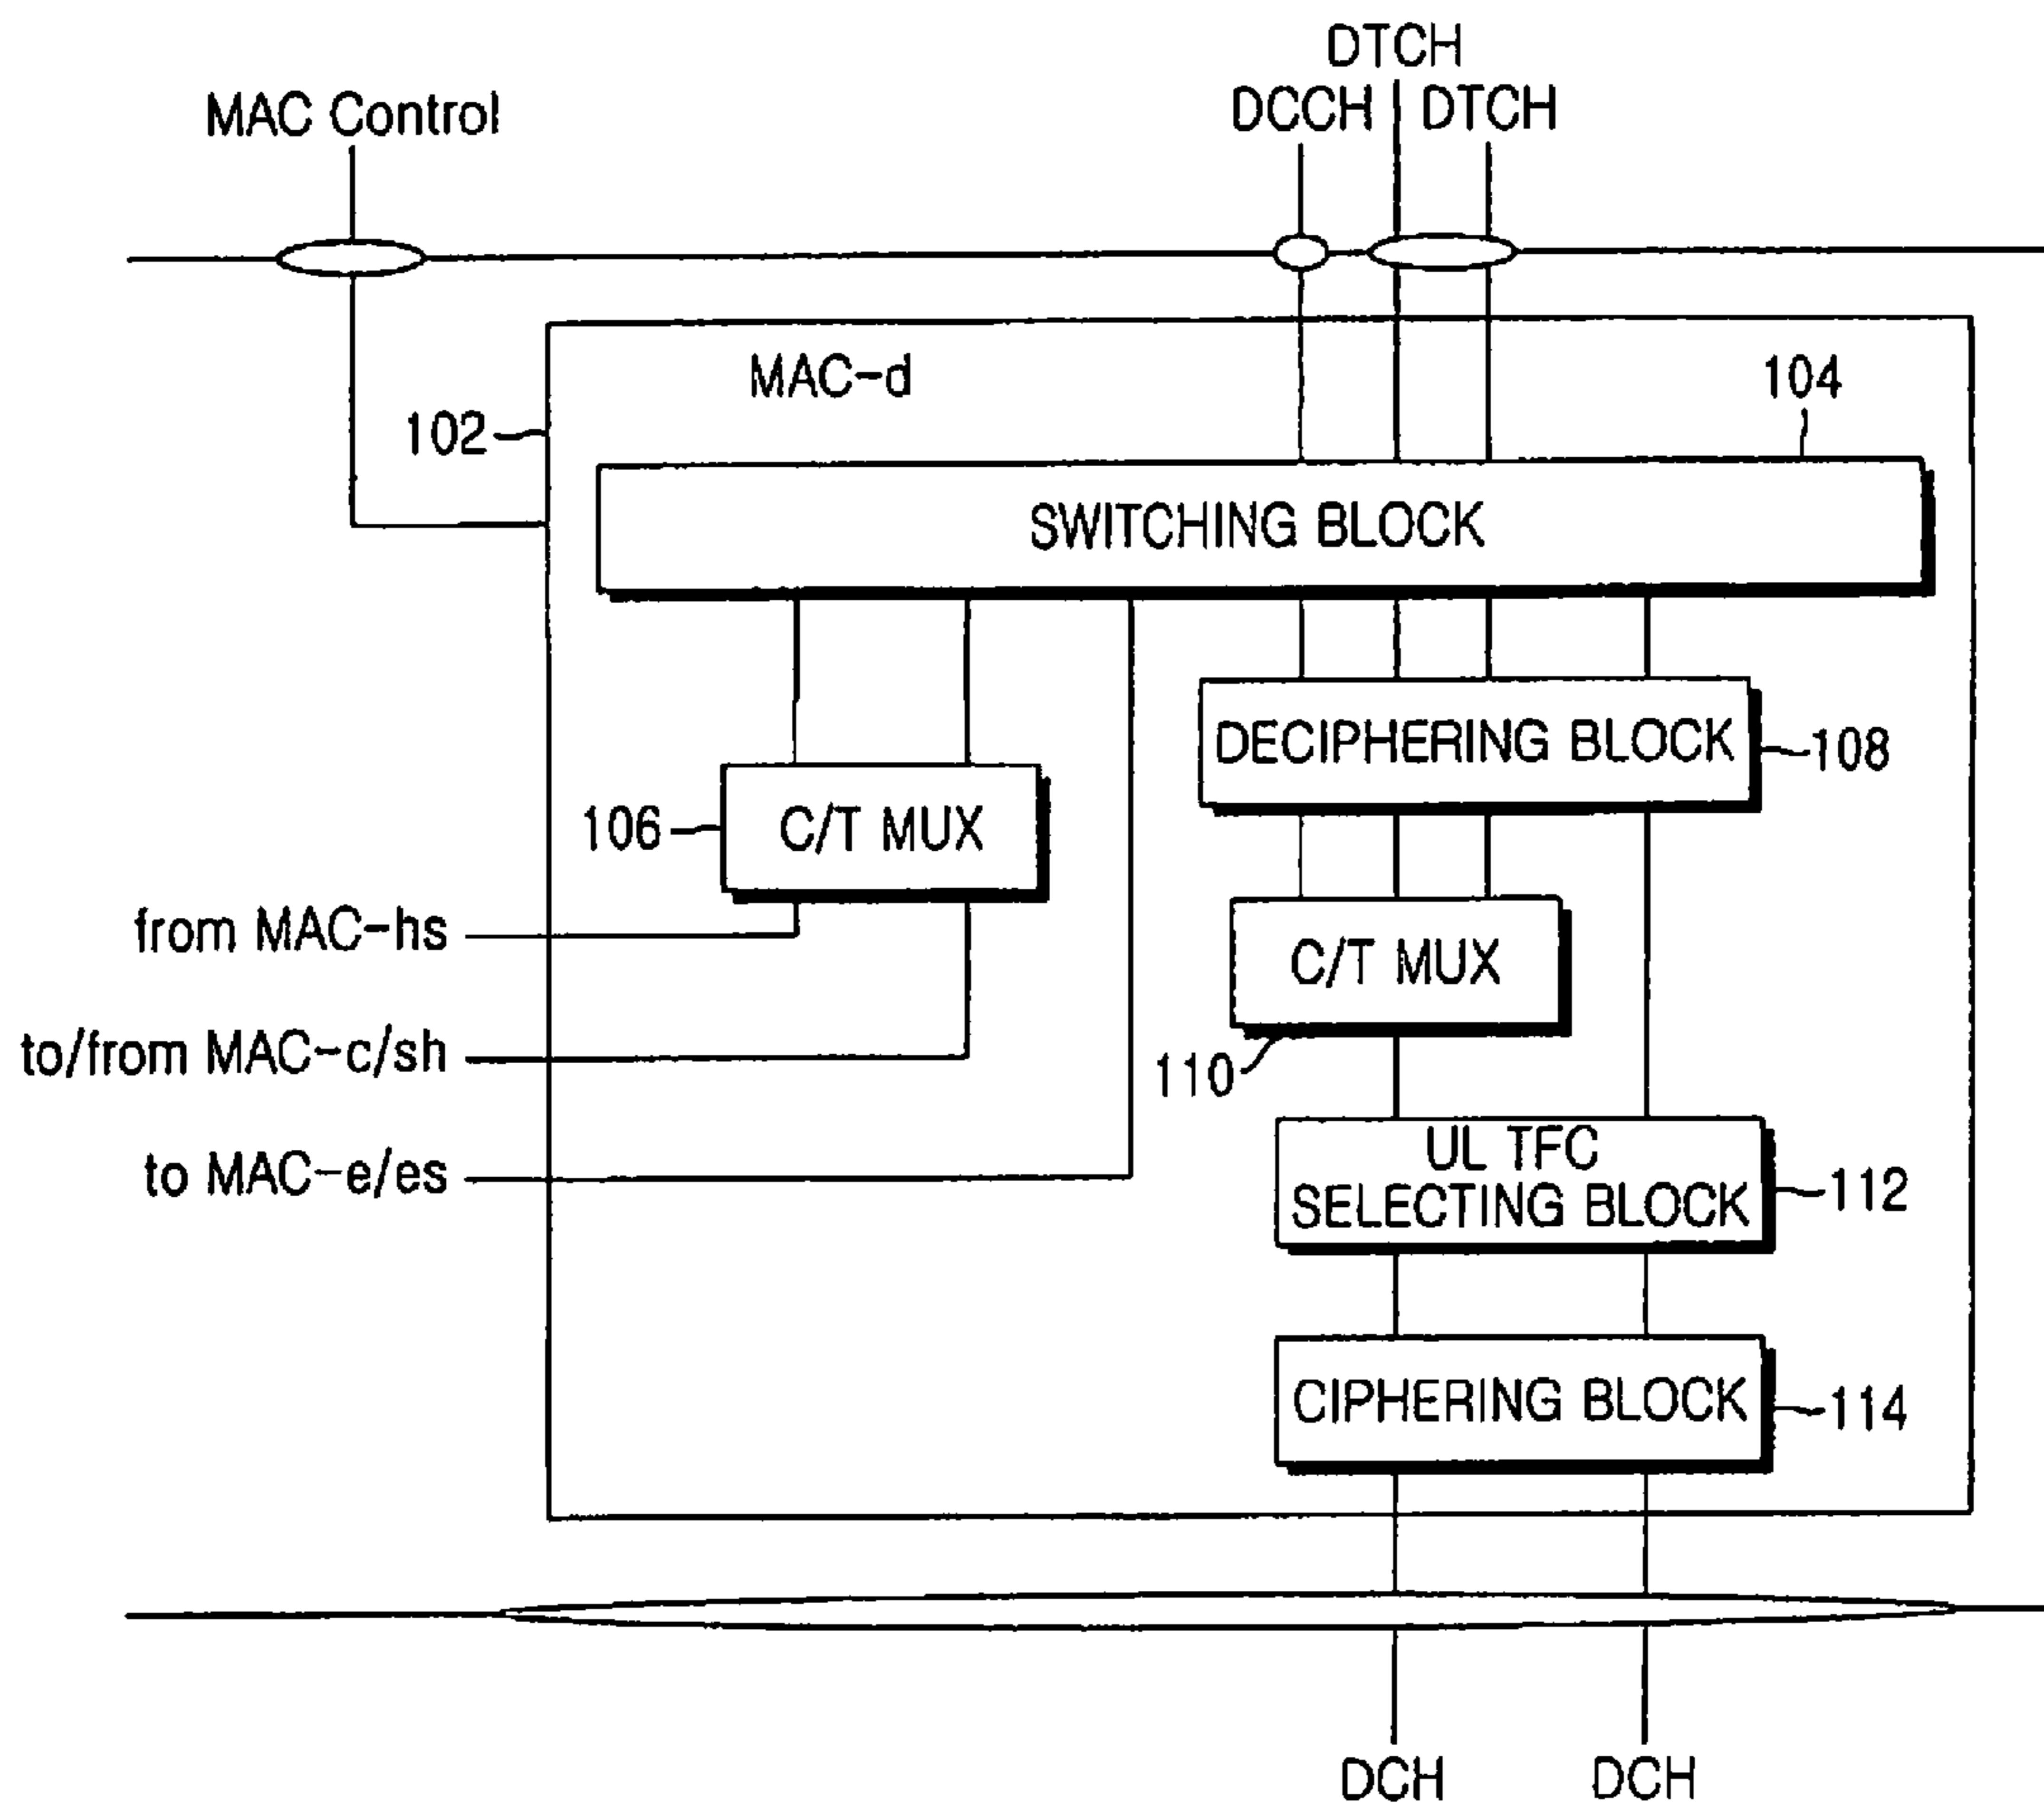 DTCH
MAC Control
DCCH
DTCH
MAC-d
104
102
SWITCHING BLOCK
DECIPHERING BLOCK
108
106
C/T MUX
from MAC-hs
C/T MUX
to/from MAC-c/sh
110
UL TFC
SELECTING BLOCK
112
to MAC-e/es
CIPHERING BLOCK
114
DCH
DCH